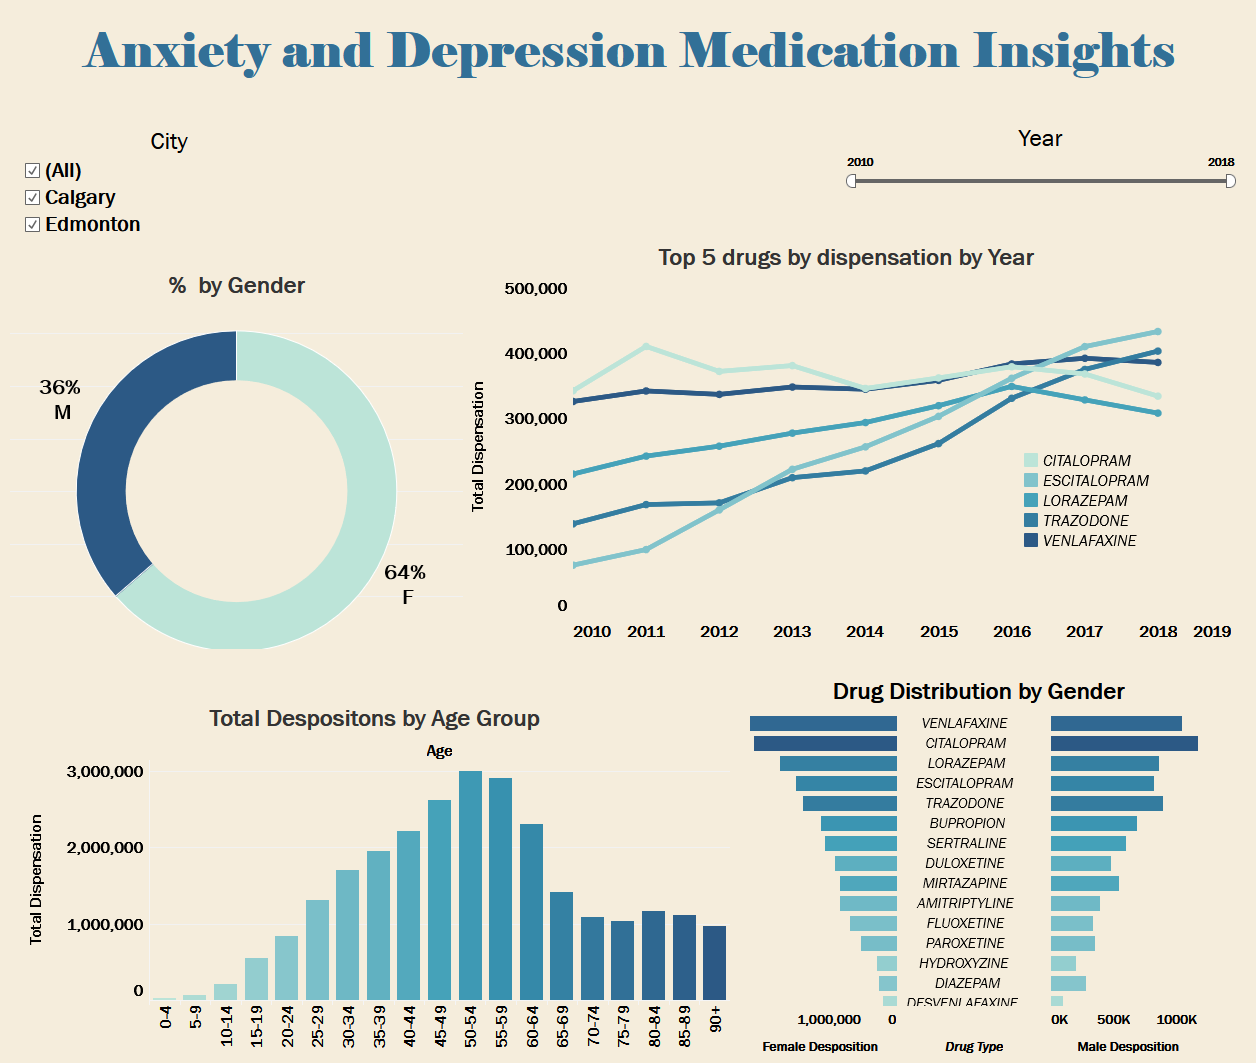 Anxiety and Depression Medication Insights
City
(All)
Calgary
Edmonton
Year
2010 2018
% by Gender
36%
M
64%
F
Top 5 drugs by dispensation by Year
Total Dispensation
500,000
400,000
300,000
200,000
100,000
0
2010 2011 2012 2013 2014 2015 2016 2017 2018 2019
CITALOPRAM
ESCITALOPRAM
LORAZEPAM
TRAZODONE
VENLAFAXINE
Total Despositons by Age Group
Age
Total Dispensation
3,000,000
2,000,000
1,000,000
0
0-4 5-9 10-14 15-19 20-24 25-29 30-34 35-39 40-44 45-49 50-54 55-59 60-64 65-69 70-74 75-79 80-84 85-89 90+
Drug Distribution by Gender
VENLAFAXINE
CITALOPRAM
LORAZEPAM
ESCITALOPRAM
TRAZODONE
BUPROPION
SERTRALINE
DULOXETINE
MIRTAZAPINE
AMITRIPTYLINE
FLUOXETINE
PAROXETINE
HYDROXYZINE
DIAZEPAM
DESVENLAFAXINE
1,000,000 0 0K 500K 1000K
Female Desposition Drug Type Male Desposition